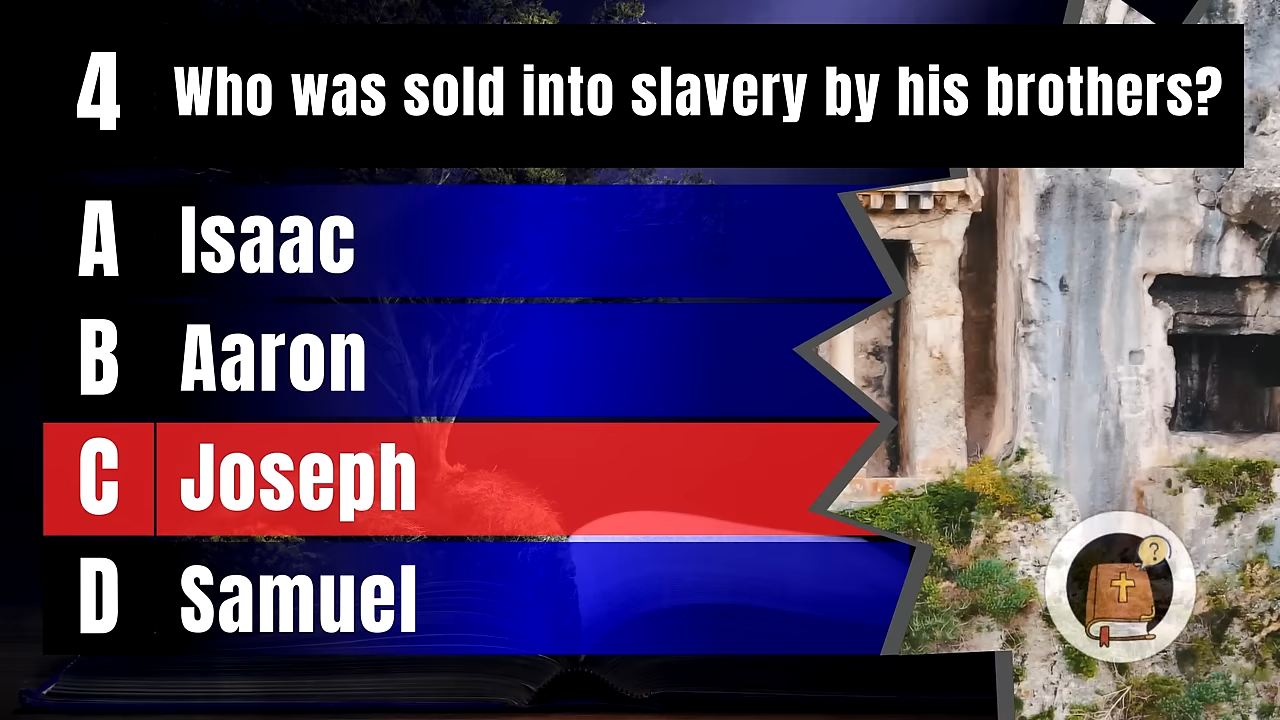 4 Who was sold into slavery by his brothers?
A Isaac
B Aaron
C Joseph
D Samuel
?